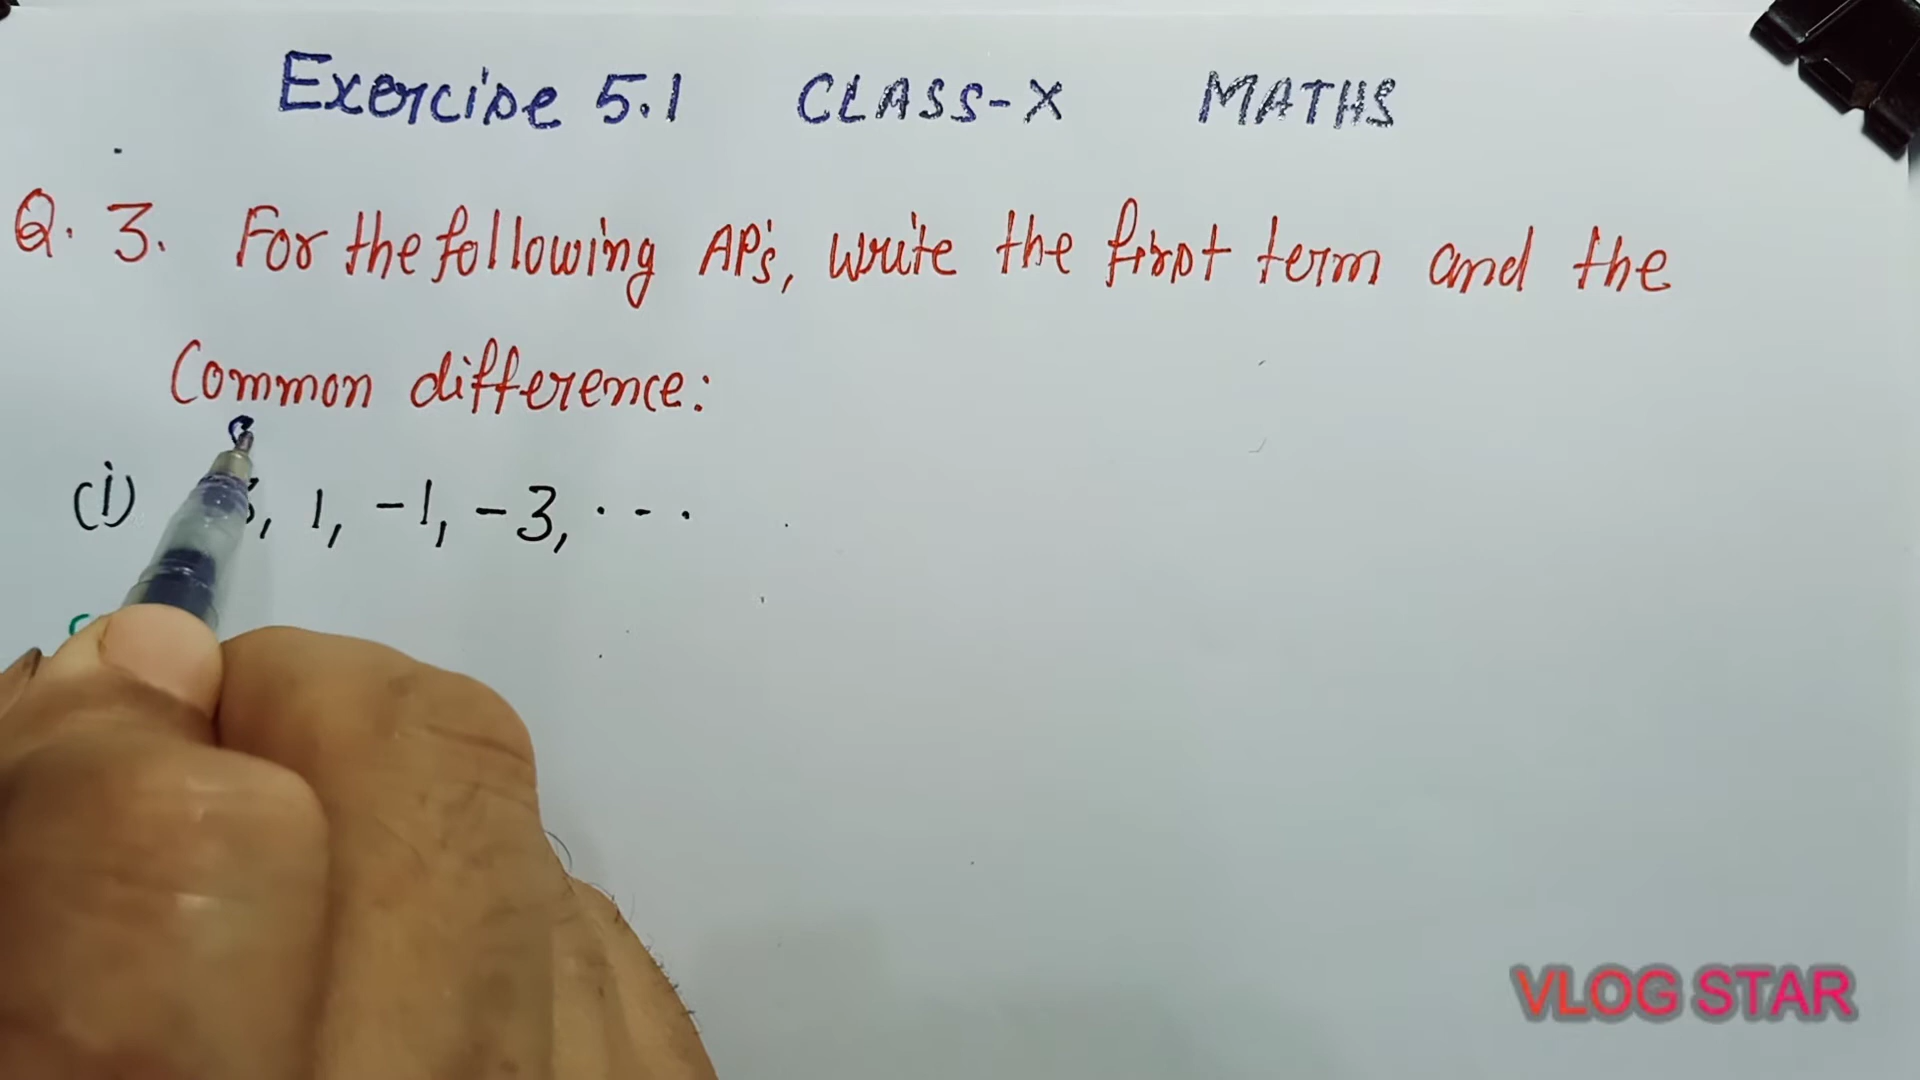 Exercise 5.1 CLASS-X MATHS
Q. 3. For the following AP's, write the first term and the
Common difference:
(i) 3, 1, -1, -3, ...
VLOG STAR